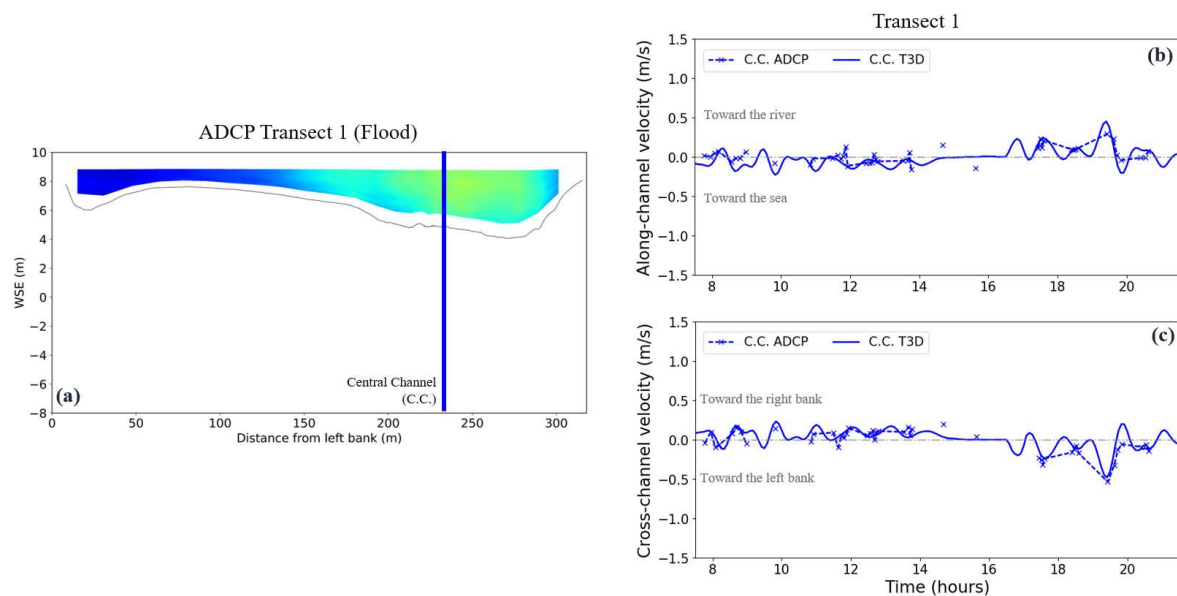 ADCP Transect 1 (Flood)
10
8
6
4
2
0
−2
−4
−6
−8
WSE (m)
(a)
Central Channel
(C.C.)
0
50
100
150
200
250
300
Distance from left bank (m)
Transect 1
1.5
1.0
0.5
0.0
−0.5
−1.0
−1.5
Along-channel velocity (m/s)
C.C. ADCP
C.C. T3D
(b)
Toward the river
Toward the sea
8
10
12
14
16
18
20
1.5
1.0
0.5
0.0
−0.5
−1.0
−1.5
Cross-channel velocity (m/s)
C.C. ADCP
C.C. T3D
(c)
Toward the right bank
Toward the left bank
8
10
12
14
16
18
20
Time (hours)